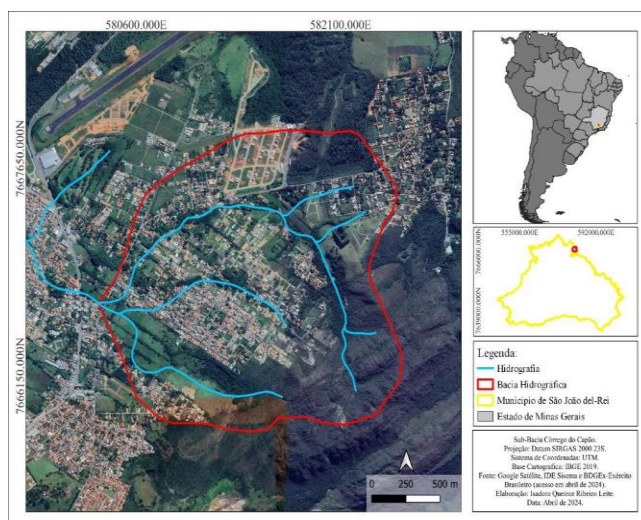 580600.000E
582100.000E
7667650.000N
7666150.000N
0
250
500 m
555000.000E
592000.000E
7666000.000N
7639000.000N
Legenda:
Hidrografia
Bacia Hidrográfica
Município de São João del-Rei
Estado de Minas Gerais
Sub-Bacia Córrego do Capão.
Projeção: Datum SIRGAS 2000 23S.
Sistema de Coordenadas: UTM.
Base Cartográfica: IBGE 2019.
Fonte: Google Satélite, IDE Sisema e BDGEx-Exército
Brasileiro (acesso em abril de 2024).
Elaboração: Isadora Queiroz Ribeiro Leite.
Data: Abril de 2024.